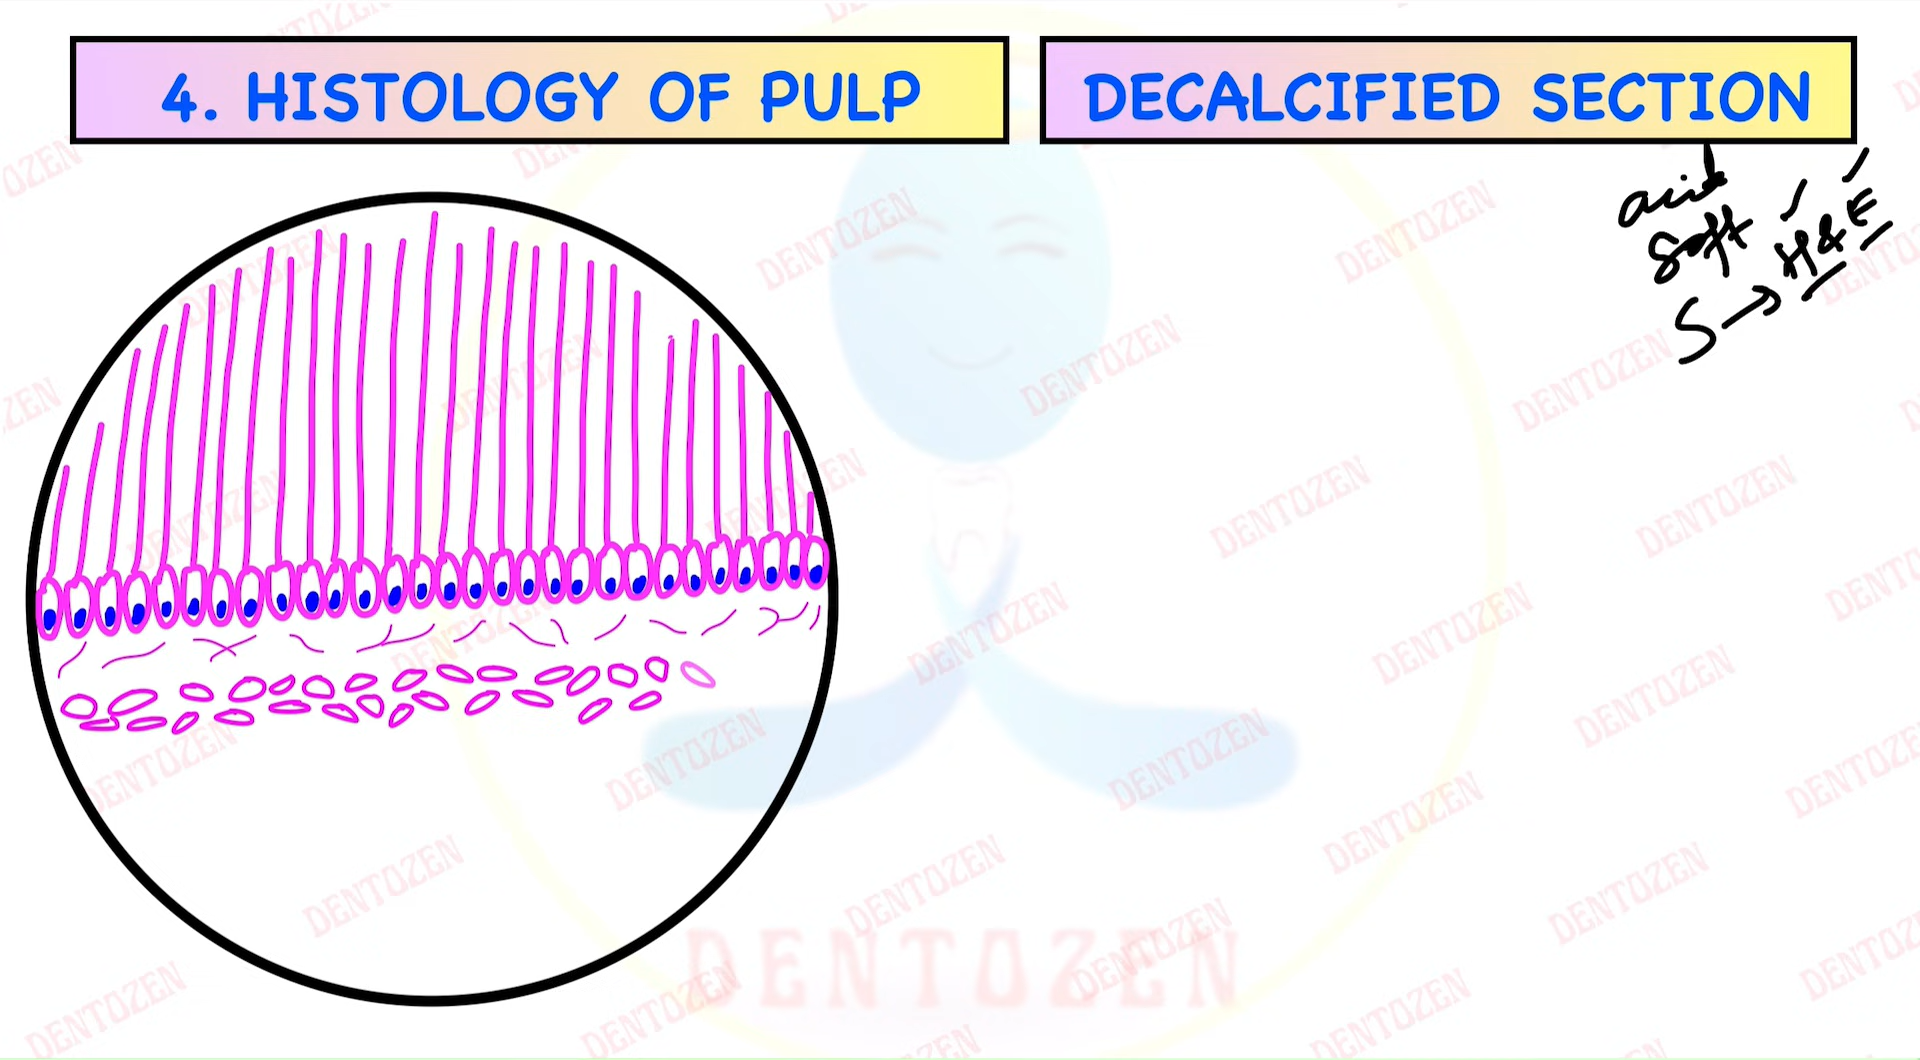 4. HISTOLOGY OF PULP
DECALCIFIED SECTION
acid
Soft
S → H & E
DENTOZEN